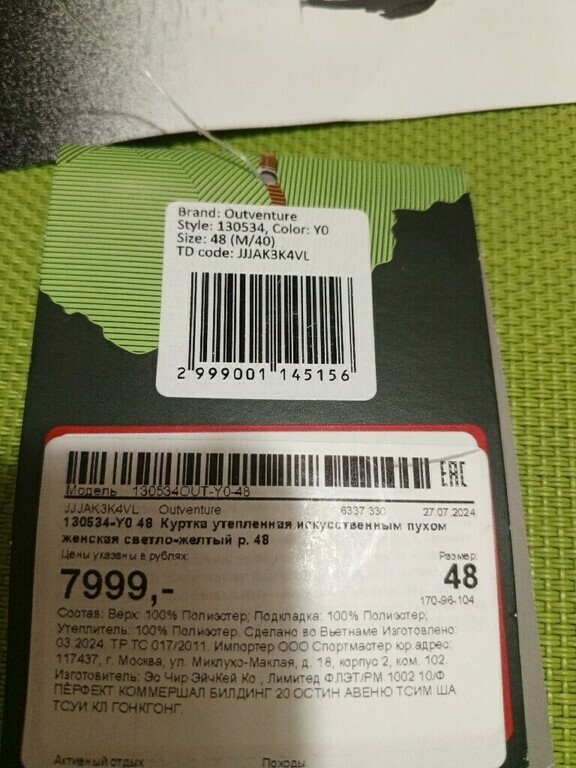 Brand: Outventure
Style: 130534, Color: Y0
Size: 48 (M/40)
TD code: JJJAK3K4VL
2 999001 145156
EAC
Модель 130534OUT-Y0-48
JJJAK3K4VL Outventure 6337 330 27.07.2024
130534-Y0 48 Куртка утепленная искусственным пухом
женская светло-желтый р. 48
Цены указаны в рублях: Размер:
7999,- 48
170-96-104
Состав: Верх: 100% Полиэстер; Подкладка: 100% Полиэстер;
Утеплитель: 100% Полиэстер. Сделано во Вьетнаме Изготовлено:
03.2024. ТР ТС 017/2011. Импортер ООО Спортмастер юр.адрес:
117437, г. Москва, ул. Миклухо-Маклая, д. 18, корпус 2, ком. 102.
Изготовитель: Эс Чир ЭйчКей Ко , Лимитед ФЛЭТ/РМ 1002 10/Ф
ПЕРФЕКТ КОММЕРШАЛ БИЛДИНГ 20 ОСТИН АВЕНЮ ТСИМ ША
ТСУИ КЛ ГОНКГОНГ.
Активный отдых Походы